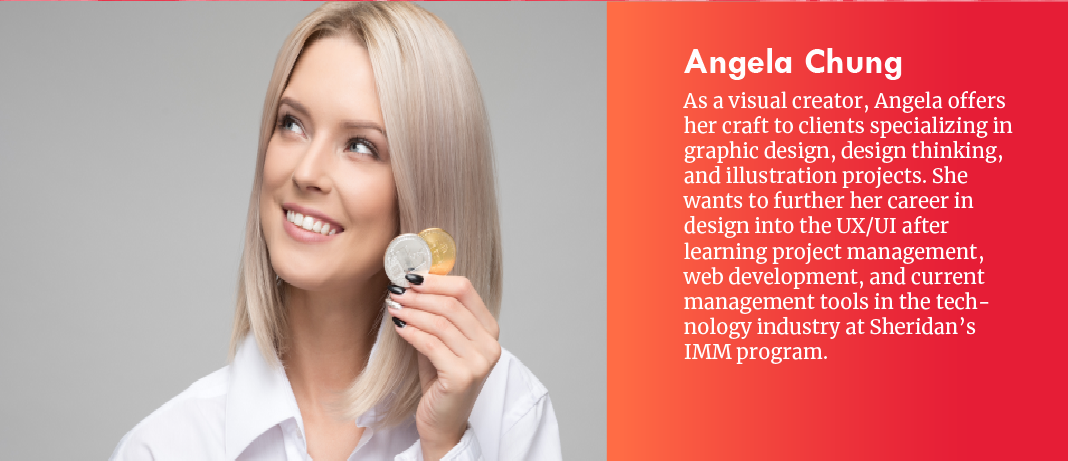 Angela Chung
As a visual creator, Angela offers
her craft to clients specializing in
graphic design, design thinking,
and illustration projects. She
wants to further her career in
design into the UX/UI after
learning project management,
web development, and current
management tools in the tech-
nology industry at Sheridan’s
IMM program.